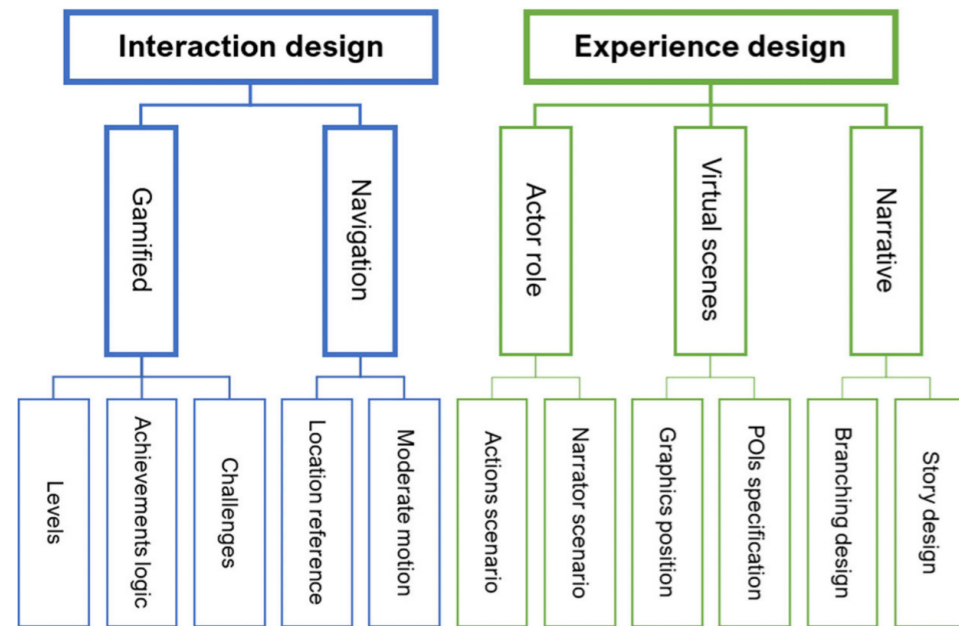 Interaction design
Experience design
Gamified
Navigation
Actor role
Virtual scenes
Narrative
Levels
Achievements logic
Challenges
Location reference
Moderate motion
Actions scenario
Narrator scenario
Graphics position
POIs specification
Branching design
Story design